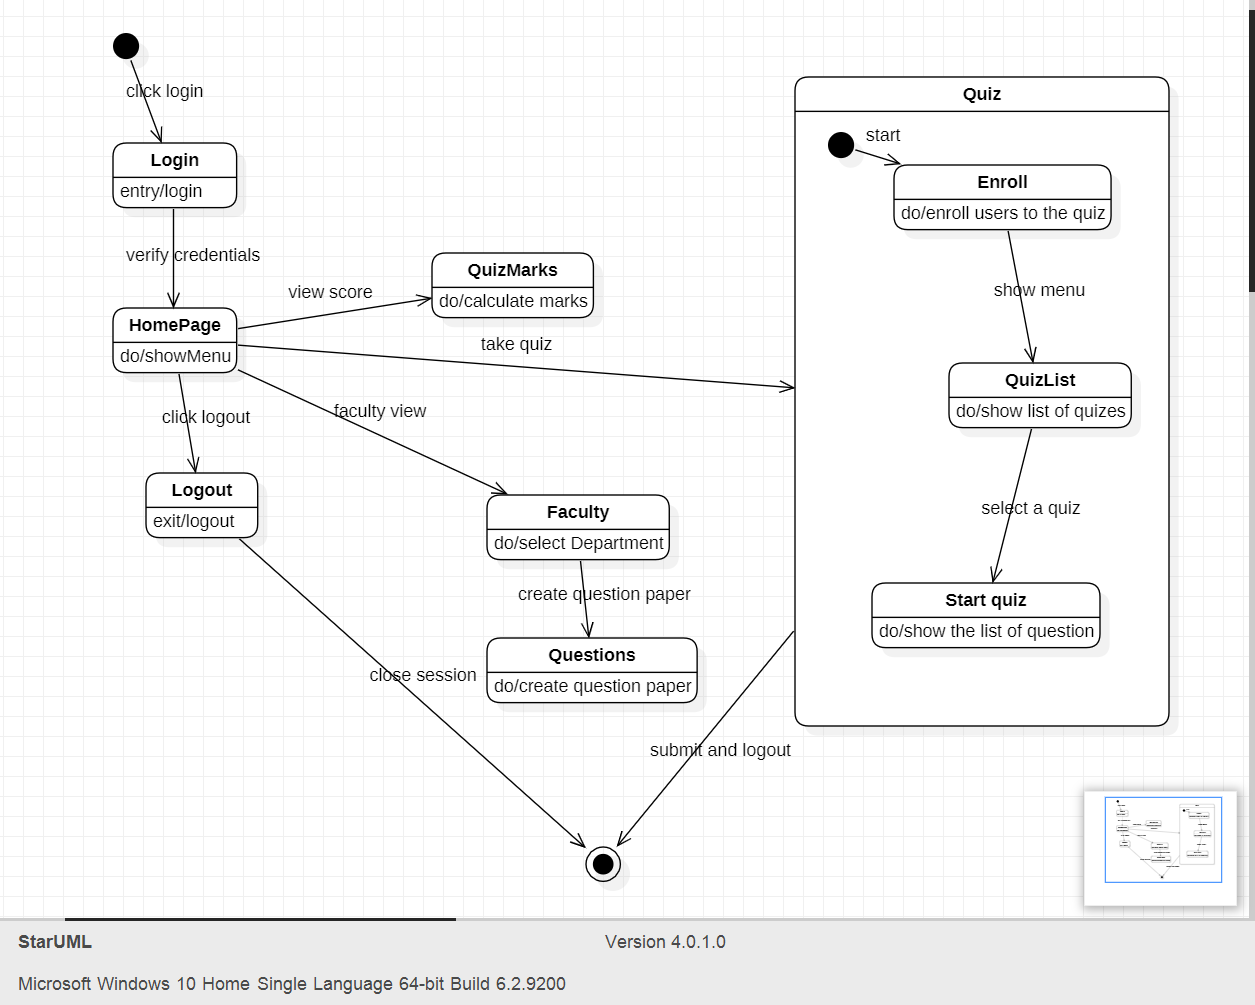 click login
Login
entry/login
verify credentials
HomePage
do/showMenu
view score
QuizMarks
do/calculate marks
take quiz
click logout
faculty view
Logout
exit/logout
Faculty
do/select Department
create question paper
Questions
do/create question paper
close session
submit and logout
Quiz
start
Enroll
do/enroll users to the quiz
show menu
QuizList
do/show list of quizes
select a quiz
Start quiz
do/show the list of question
StarUML
Version 4.0.1.0
Microsoft Windows 10 Home Single Language 64-bit Build 6.2.9200